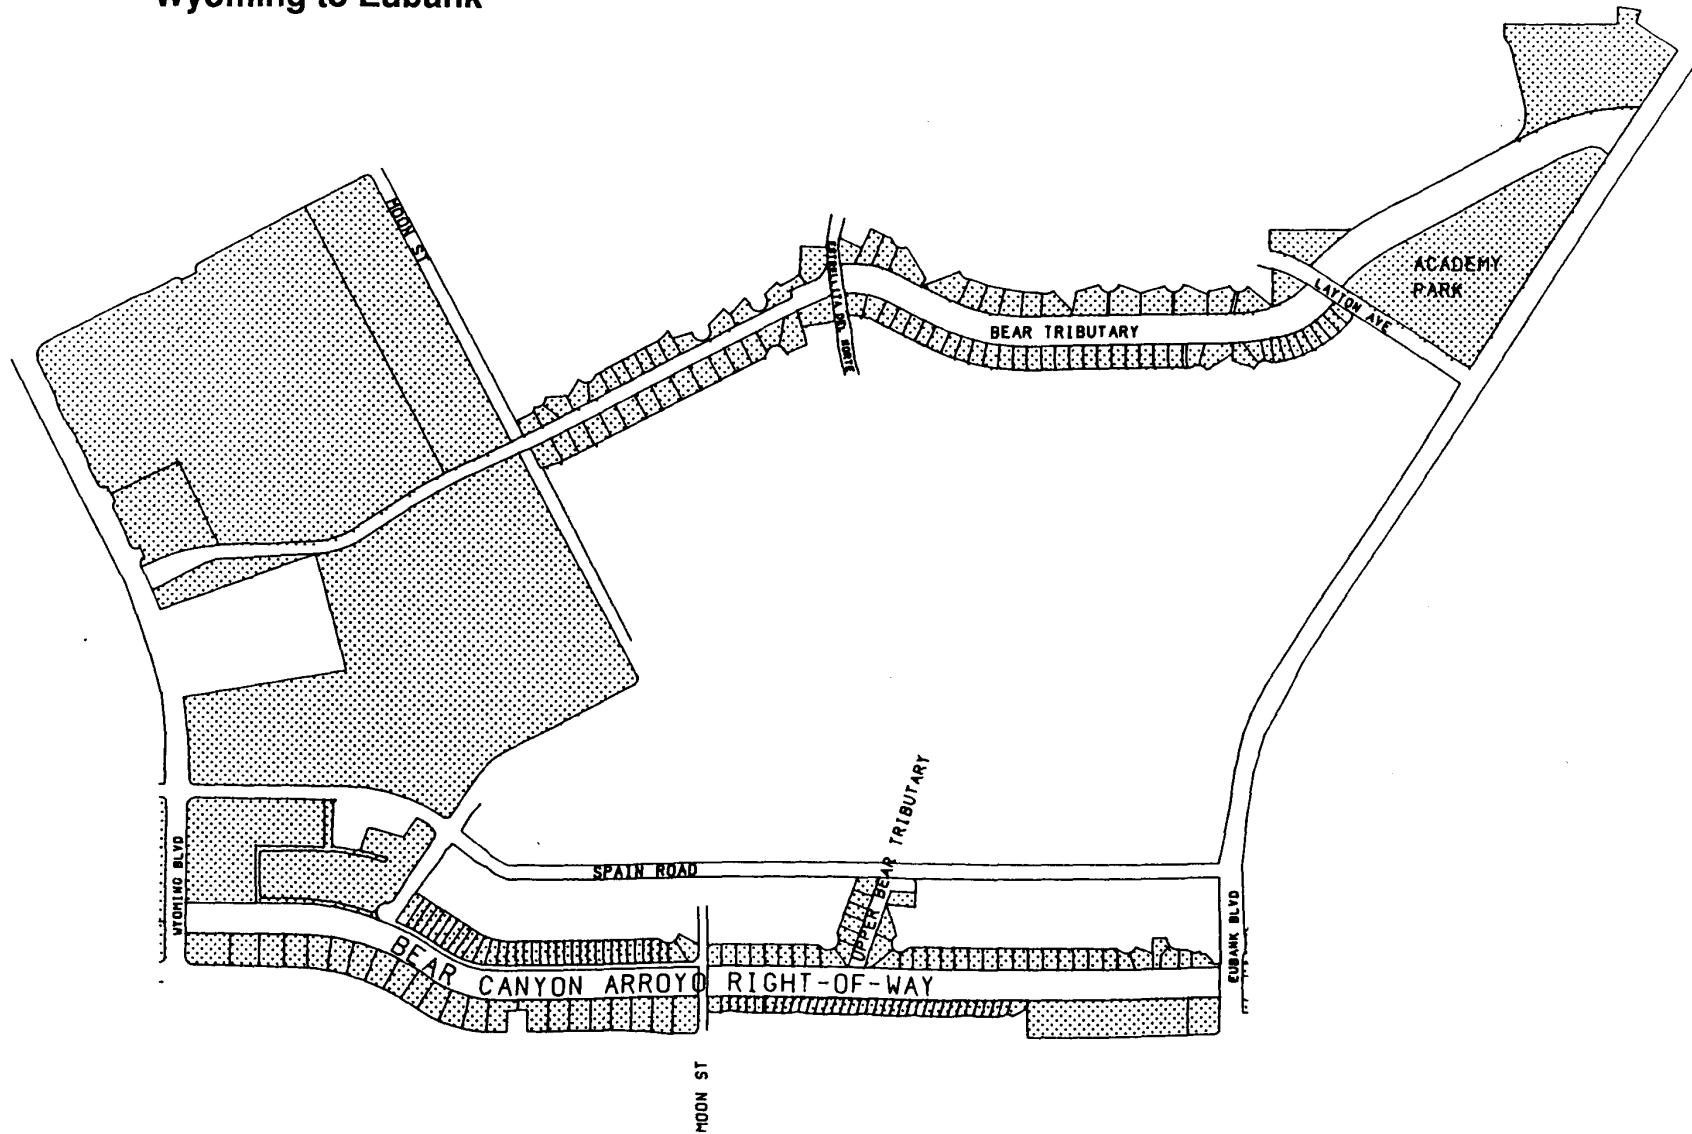 Wyoming to Eubank
MOON ST
ACADEMY
PARK
LAYTON AVE
BEAR TRIBUTARY
NORTE
UPPER BEAR TRIBUTARY
SPAIN ROAD
WYOMING BLVD
EUBANK BLVD
BEAR CANYON ARROYO RIGHT-OF-WAY
MOON ST